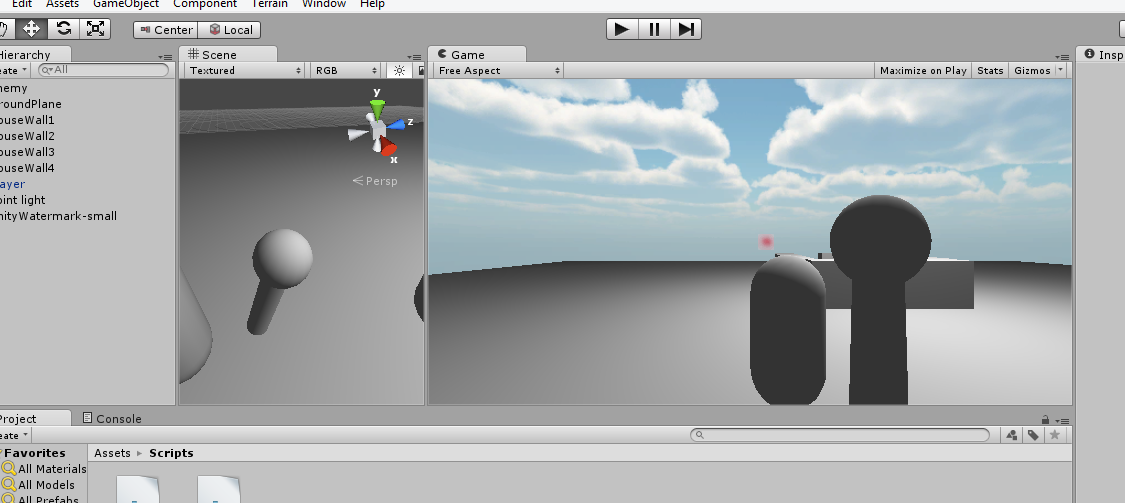 Edit Assets GameObject Component Terrain Window Help
Center Local
Hierarchy Scene Game Insp
eate All Textured RGB Free Aspect Maximize on Play Stats Gizmos
nemy
roundPlane
ouseWall1
ouseWall2
ouseWall3
ouseWall4
ayer
oint light
nityWatermark-small
y
z
x
Persp
Project Console
eate
Favorites Assets Scripts
All Materials
All Models
All Prefabs